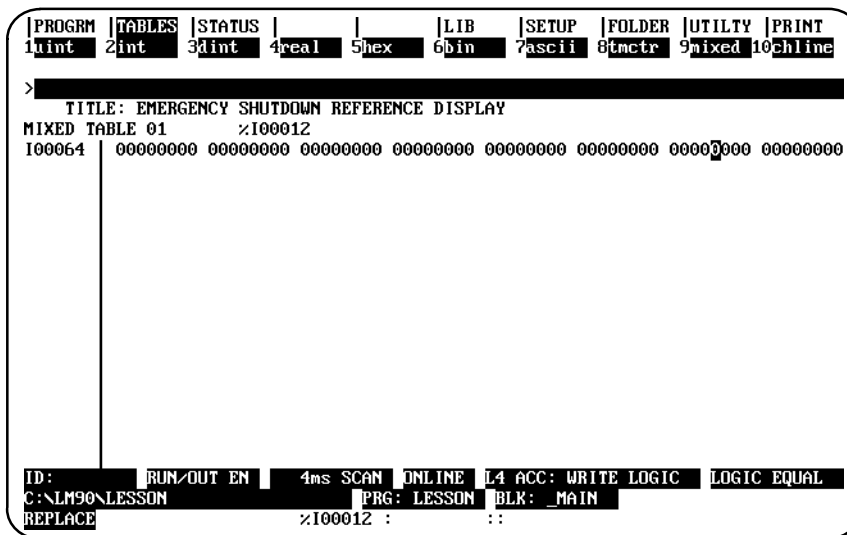 |PROGRM |TABLES |STATUS | | |LIB |SETUP |FOLDER |UTILTY |PRINT
1uint 2int 3dint 4real 5hex 6bin 7ascii 8tmctr 9mixed 10chline
>
TITLE: EMERGENCY SHUTDOWN REFERENCE DISPLAY
MIXED TABLE 01 %I00012
I00064 00000000 00000000 00000000 00000000 00000000 00000000 00000000 00000000
ID: RUN/OUT EN 4ms SCAN ONLINE L4 ACC: WRITE LOGIC LOGIC EQUAL
C:\LM90\LESSON PRG: LESSON BLK: _MAIN
REPLACE %I00012 : ::